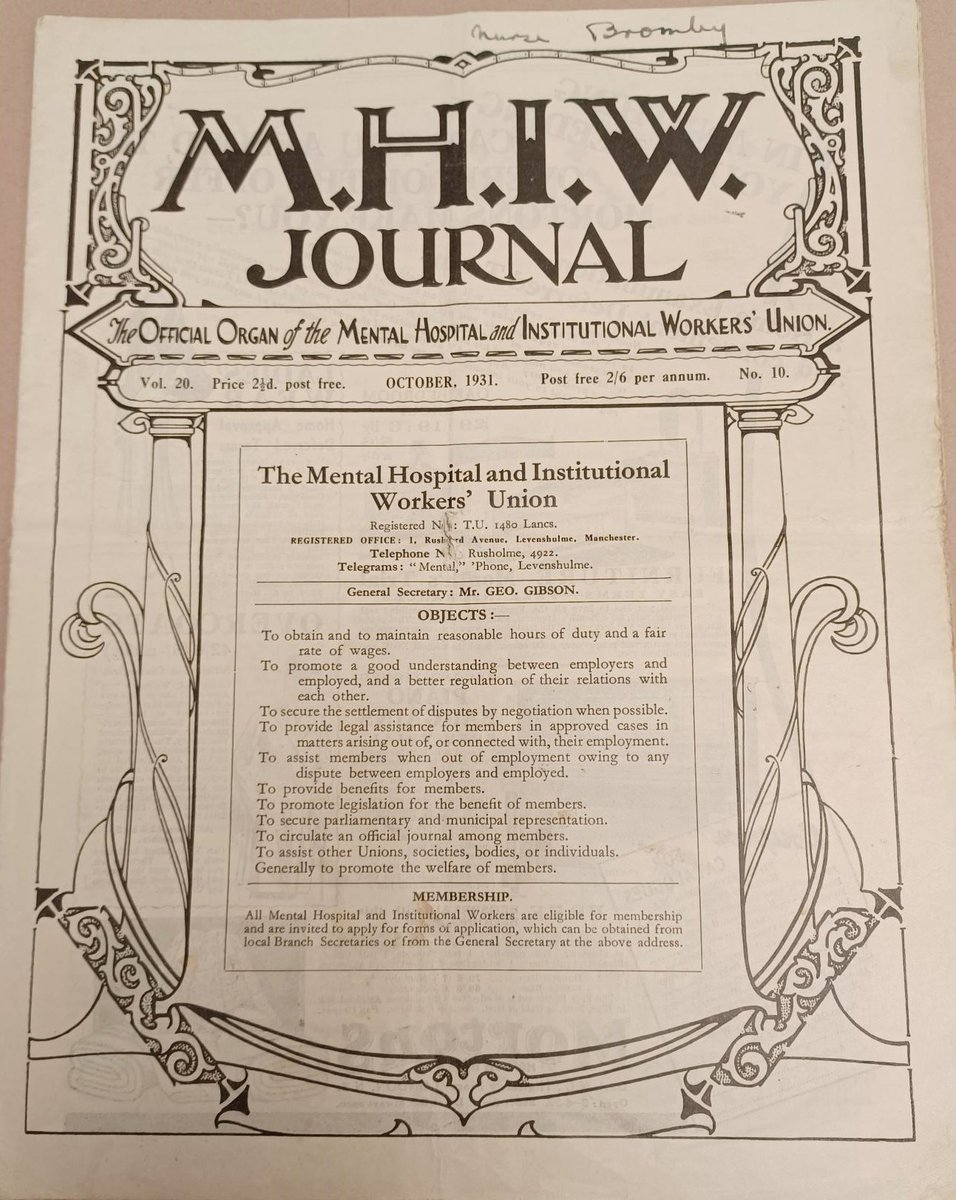 Nurse Bromley
M.H.I.W.
JOURNAL
The OFFICIAL ORGAN of the MENTAL HOSPITAL and INSTITUTIONAL WORKERS' UNION.
Vol. 20. Price 2½d. post free. OCTOBER, 1931. Post free 2/6 per annum. No. 10.
The Mental Hospital and Institutional
Workers' Union
Registered : T.U. 1480 Lancs.
REGISTERED OFFICE: 1, Avenue, Levenshulme, Manchester.
Telephone Rusholme, 4922.
Telegrams: "Mental," 'Phone, Levenshulme.
General Secretary: Mr. GEO. GIBSON.
OBJECTS :—
To obtain and to maintain reasonable hours of duty and a fair
rate of wages.
To promote a good understanding between employers and
employed, and a better regulation of their relations with
each other.
To secure the settlement of disputes by negotiation when possible.
To provide legal assistance for members in approved cases in
matters arising out of, or connected with, their employment.
To assist members when out of employment owing to any
dispute between employers and employed.
To provide benefits for members.
To promote legislation for the benefit of members.
To secure parliamentary and municipal representation.
To circulate an official journal among members.
To assist other Unions, societies, bodies, or individuals.
Generally to promote the welfare of members.
MEMBERSHIP.
All Mental Hospital and Institutional Workers are eligible for membership
and are invited to apply for forms of application, which can be obtained from
local Branch Secretaries or from the General Secretary at the above address.